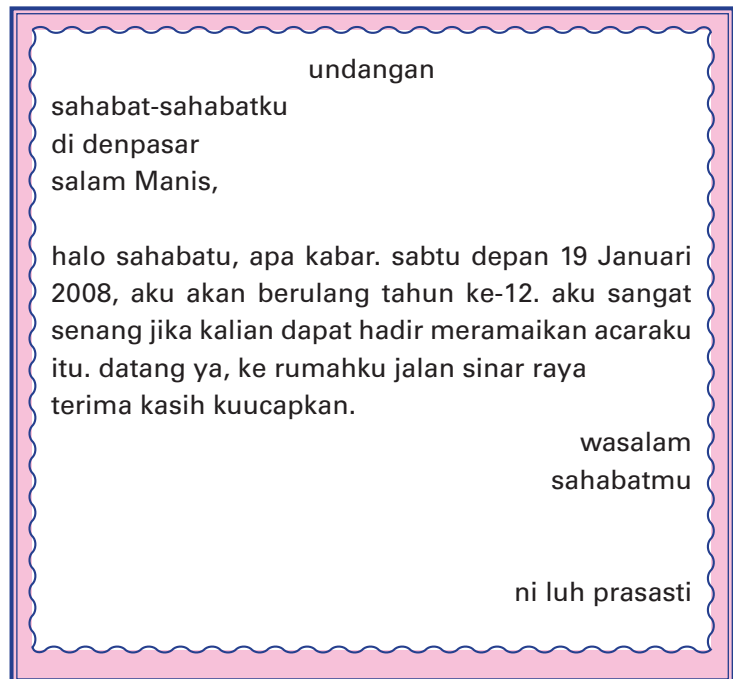 undangan
sahabat-sahabatku
di denpasar
salam Manis,
halo sahabatu, apa kabar. sabtu depan 19 Januari
2008, aku akan berulang tahun ke-12. aku sangat
senang jika kalian dapat hadir meramaikan acaraku
itu. datang ya, ke rumahku jalan sinar raya
terima kasih kuucapkan.
wasalam
sahabatmu
ni luh prasasti